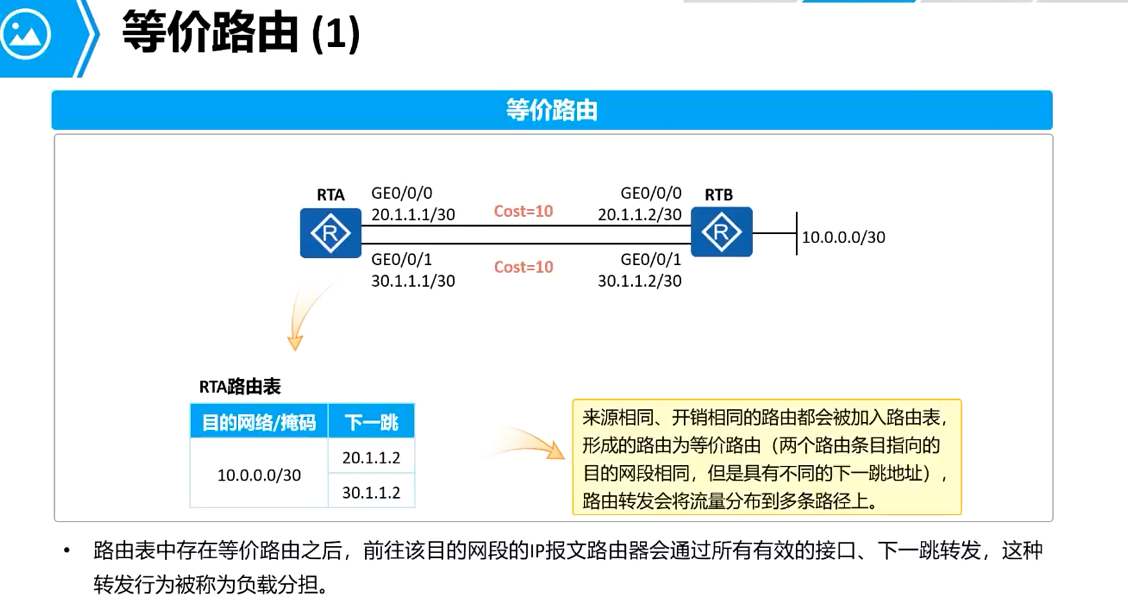 等价路由 (1)
等价路由
RTA
GE0/0/0
20.1.1.1/30
Cost=10
GE0/0/0
20.1.1.2/30
RTB
10.0.0.0/30
GE0/0/1
30.1.1.1/30
Cost=10
GE0/0/1
30.1.1.2/30
RTA路由表
目的网络/掩码 下一跳
10.0.0.0/30
20.1.1.2
30.1.1.2
来源相同、开销相同的路由都会被加入路由表，
形成的路由为等价路由（两个路由条目指向的
目的网段相同，但是具有不同的下一跳地址），
路由转发会将流量分布到多条路径上。
• 路由表中存在等价路由之后，前往该目的网段的IP报文路由器会通过所有有效的接口、下一跳转发，这种
转发行为被称为负载分担。
R
R